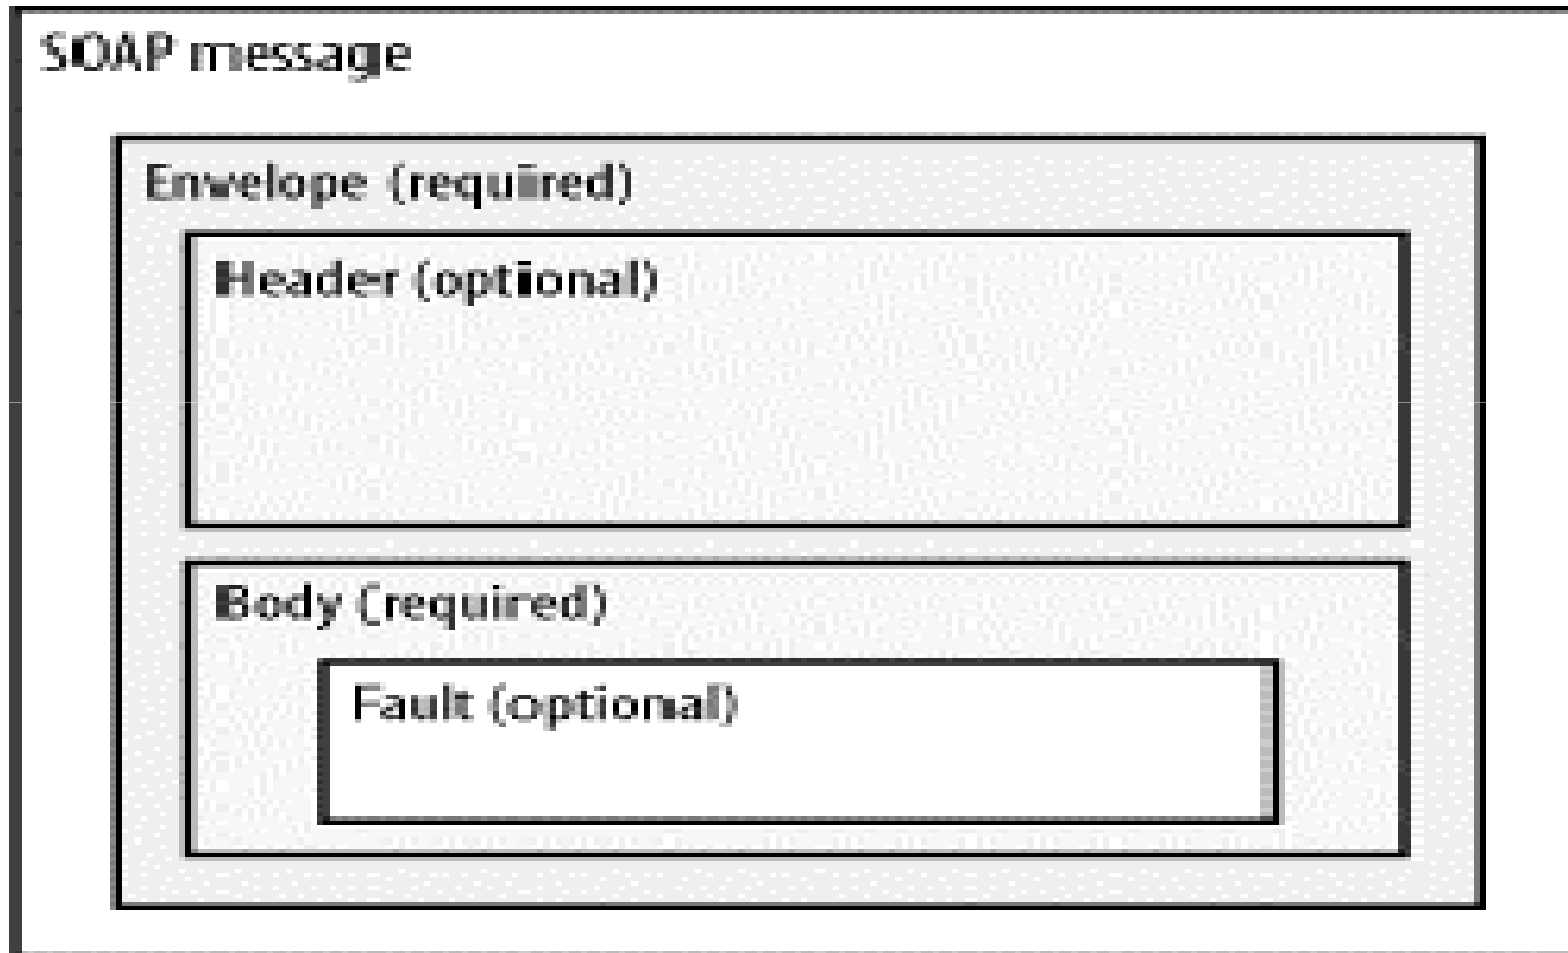 SOAP message
Envelope (required)
Header (optional)
Body (required)
Fault (optional)